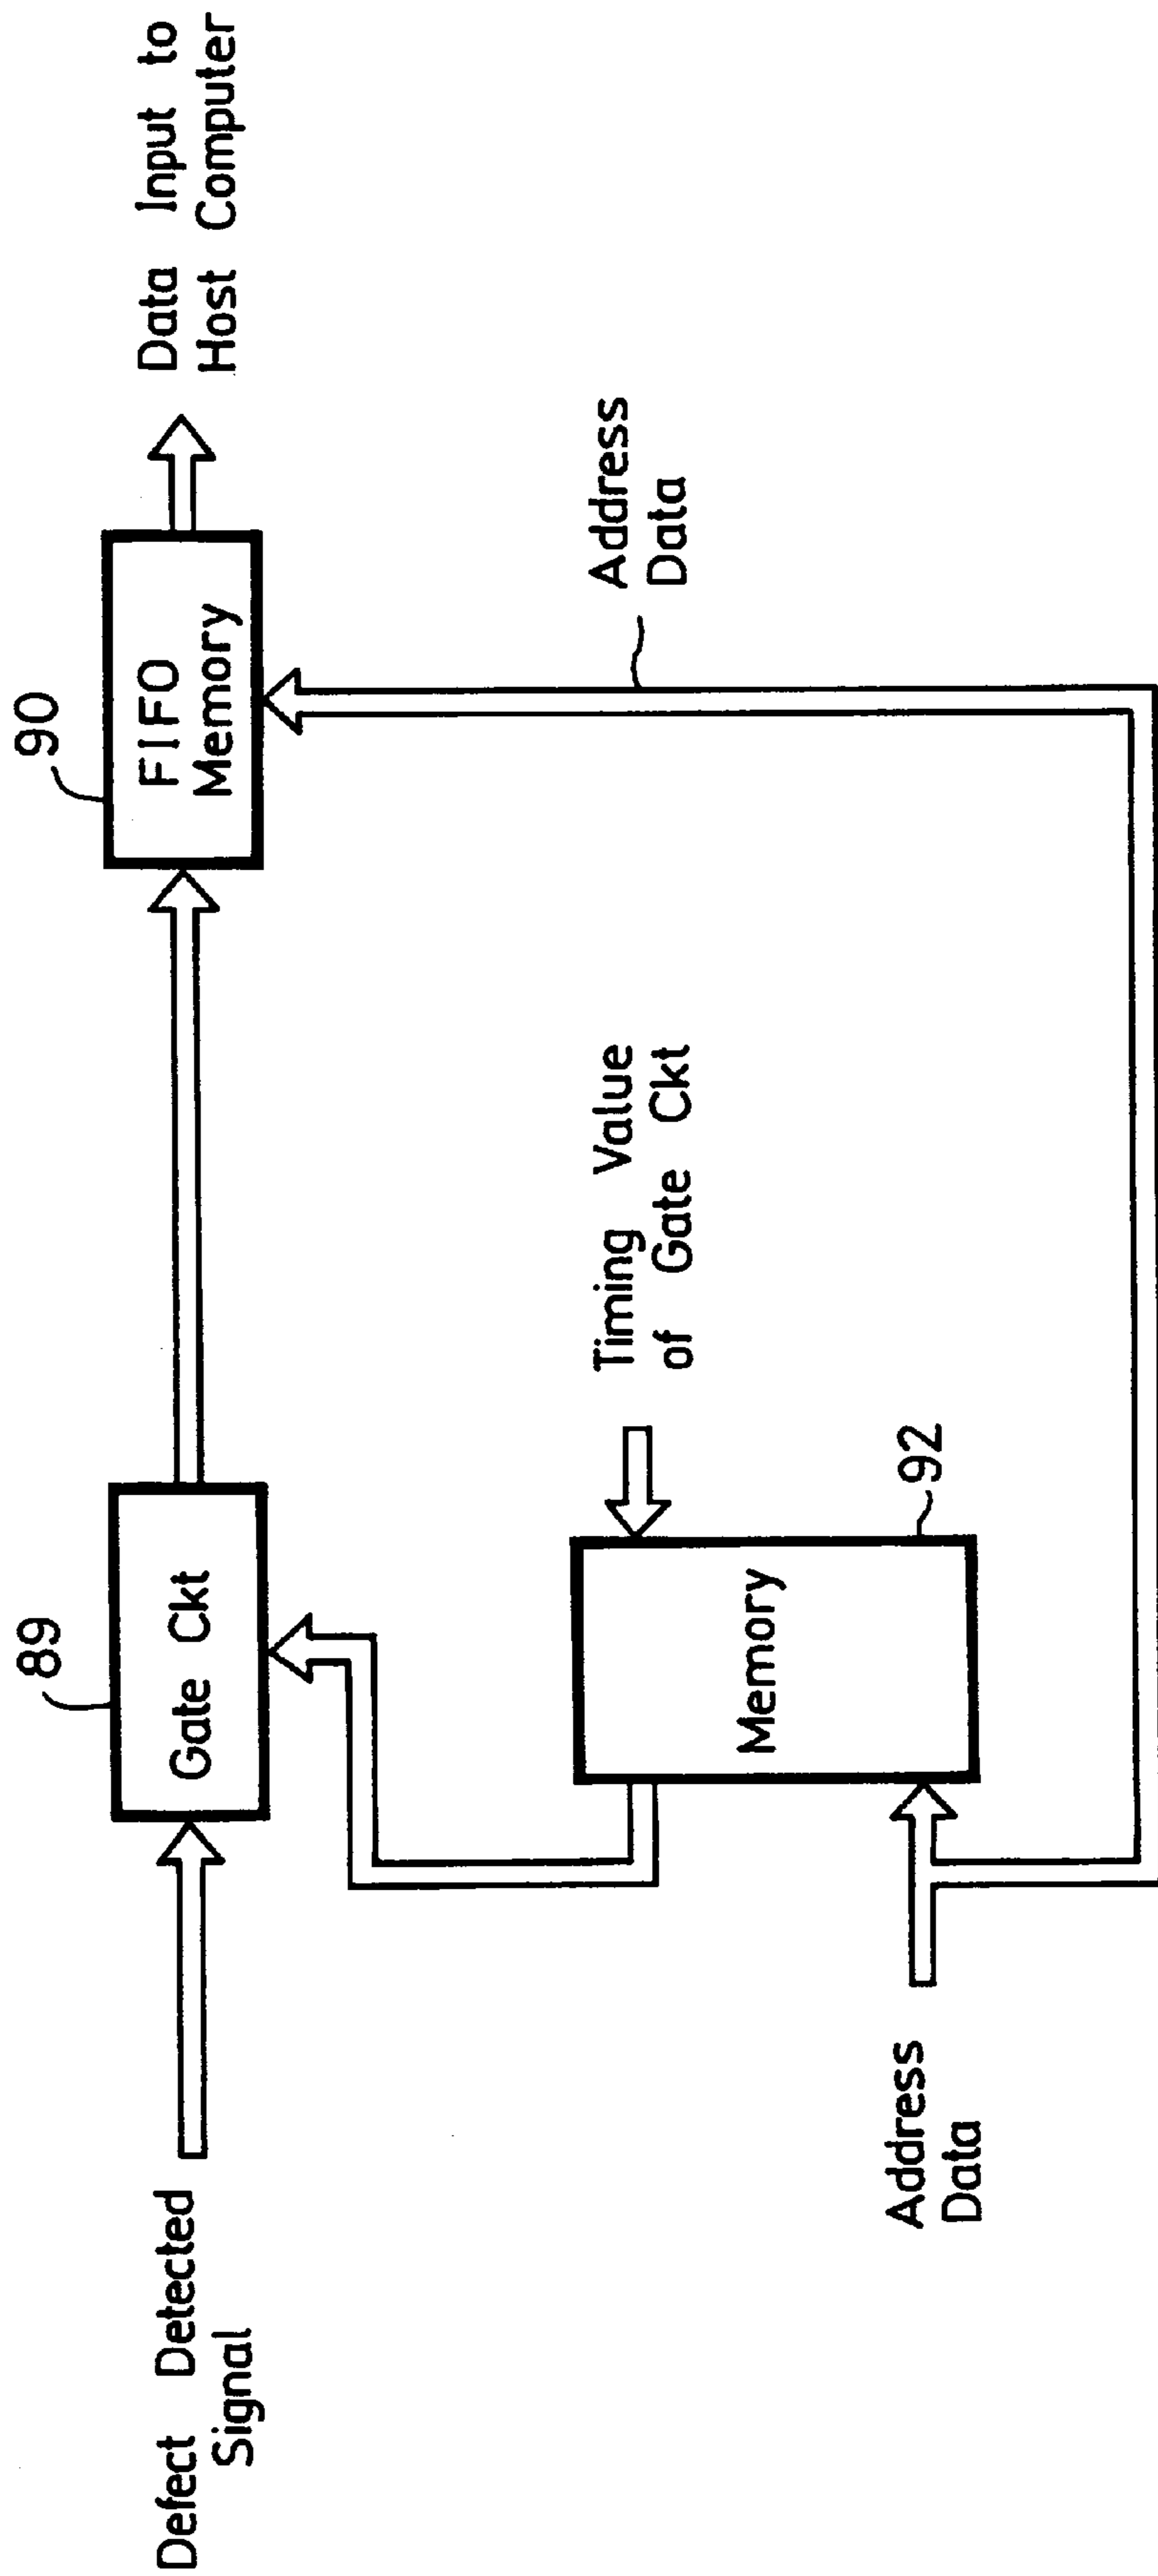 Defect Detected
Signal
89
Gate Ckt
90
FIFO
Memory
Data Input to
Host Computer
Timing Value
of Gate Ckt
Memory
92
Address
Data
Address
Data